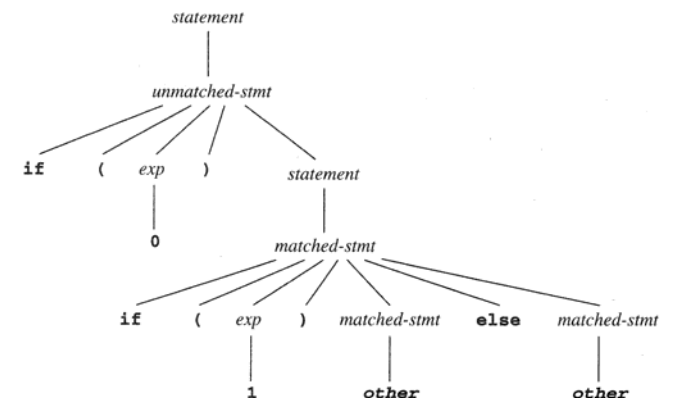 statement
unmatched-stmt
if ( exp ) statement
0
matched-stmt
if ( exp ) matched-stmt else matched-stmt
1 other other